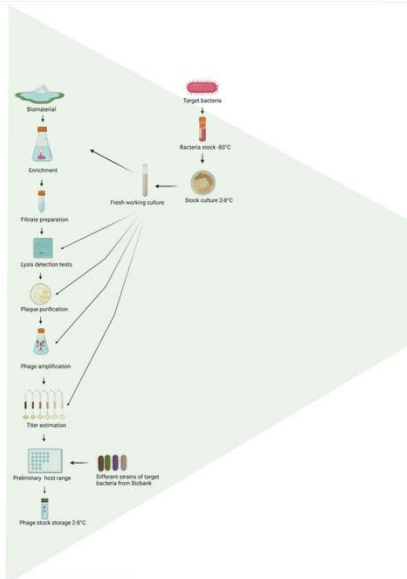 Target bacteria
Biomaterial
Bacteria stock -80°C
Enrichment
Fresh working culture
Stock culture 2-8°C
Filtrate preparation
Lysis detection tests
Plaque purification
Phage amplification
Titer estimation
Preliminary host range
Different strains of target
bacteria from Biobank
Phage stock storage 2-8°C